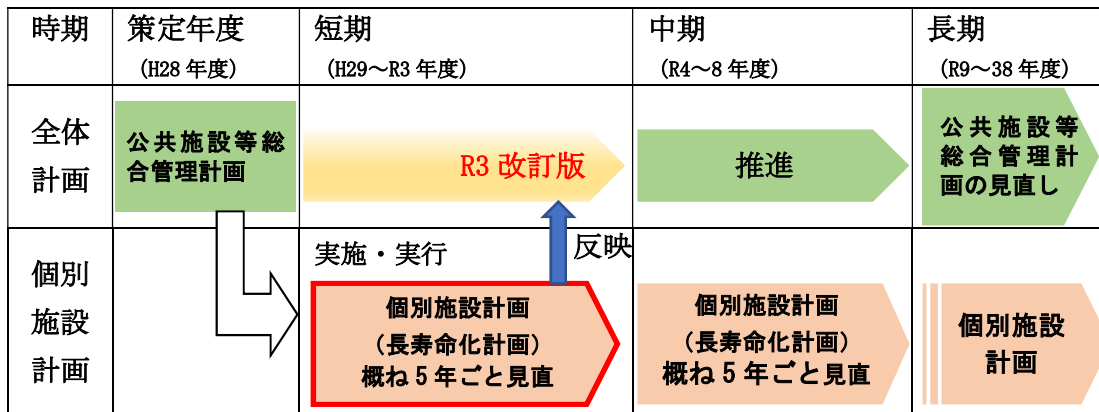 時期
策定年度
(H28 年度)
短期
(H29～R3 年度)
中期
(R4～8 年度)
長期
(R9～38 年度)
全体
計画
公共施設等総
合管理計画
R3 改訂版
推進
公共施設等
総合管理計
画の見直し
個別
施設
計画
実施・実行
反映
個別施設計画
（長寿命化計画）
概ね 5 年ごと見直
個別施設計画
（長寿命化計画）
概ね 5 年ごと見直
個別施設
計画